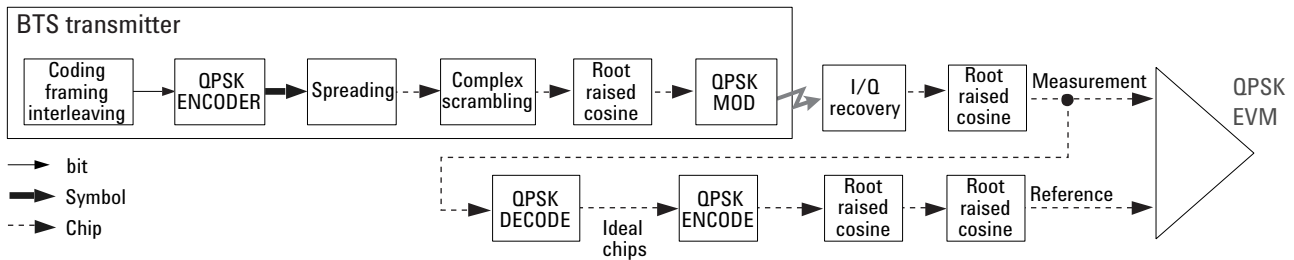 BTS transmitter
Coding
framing
interleaving
QPSK
ENCODER
Spreading
Complex
scrambling
Root
raised
cosine
QPSK
MOD
I/Q
recovery
Root
raised
cosine
Measurement
QPSK
EVM
bit
Symbol
Chip
QPSK
DECODE
Ideal
chips
QPSK
ENCODE
Root
raised
cosine
Root
raised
cosine
Reference